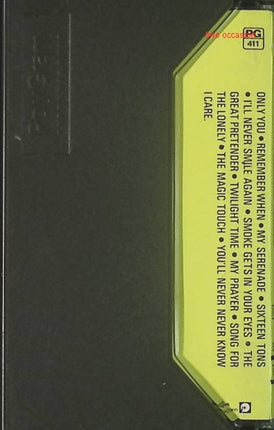 PG
411
ONLY YOU • REMEMBER WHEN • MY SERENADE • SIXTEEN TONS
• I'LL NEVER SMILE AGAIN • SMOKE GETS IN YOUR EYES • THE
GREAT PRETENDER • TWILIGHT TIME • MY PRAYER • SONG FOR
THE LONELY • THE MAGIC TOUCH • YOU'LL NEVER NEVER KNOW
I CARE.